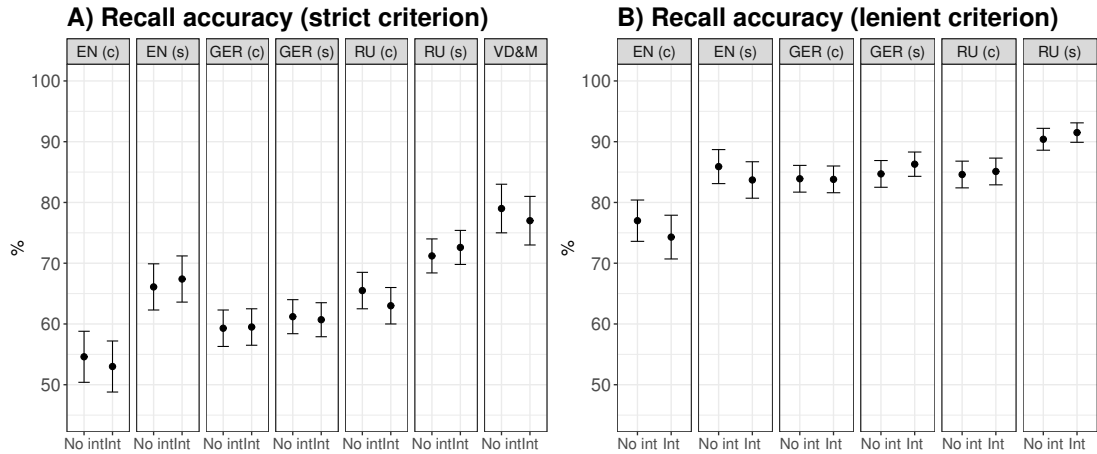 A) Recall accuracy (strict criterion)
EN (c) EN (s) GER (c) GER (s) RU (c) RU (s) VD&M
100
90
80
70
60
50
%
No int Int No int Int No int Int No int Int No int Int No int Int No int Int
B) Recall accuracy (lenient criterion)
EN (c) EN (s) GER (c) GER (s) RU (c) RU (s)
100
90
80
70
60
50
%
No int Int No int Int No int Int No int Int No int Int No int Int